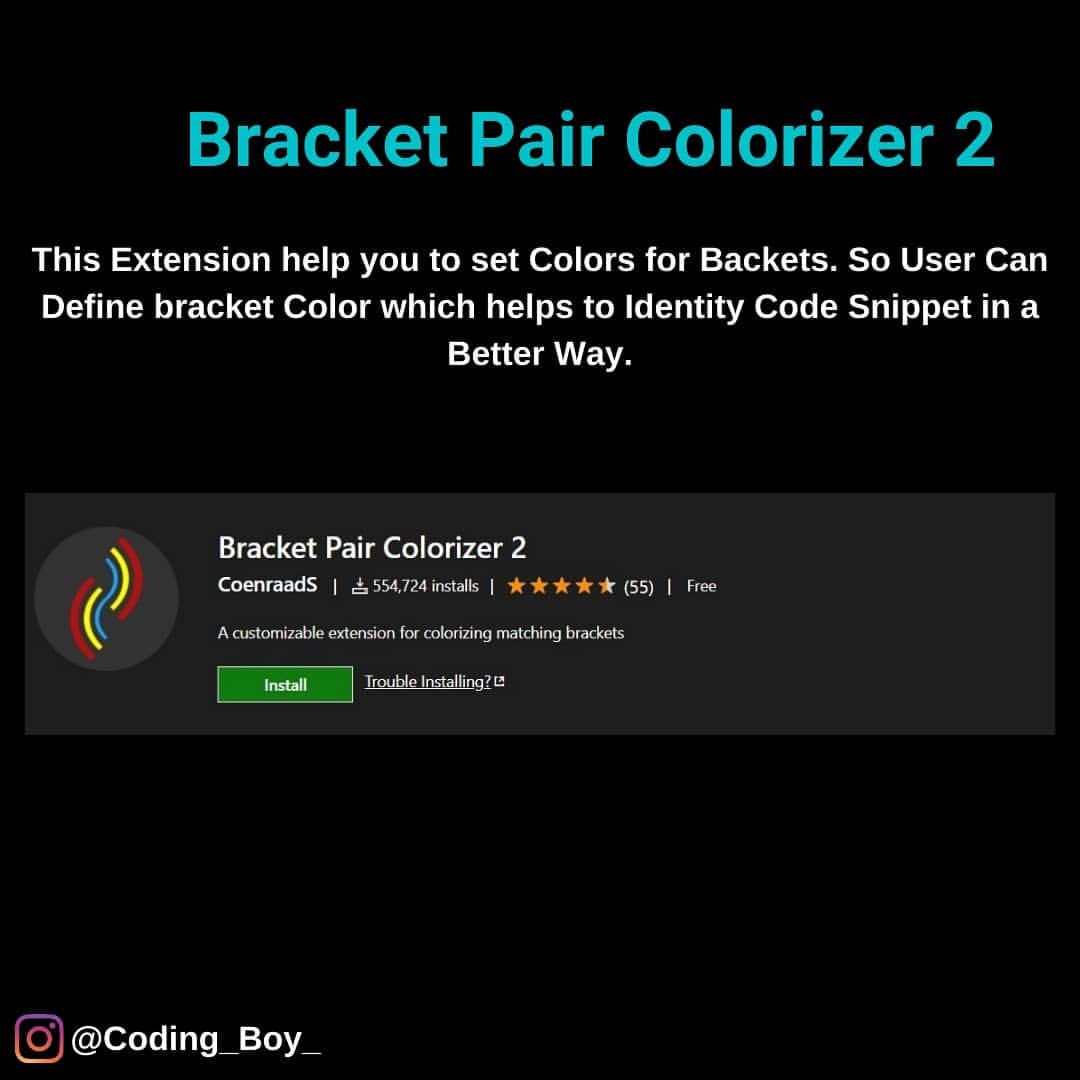 Bracket Pair Colorizer 2
This Extension help you to set Colors for Backets. So User Can
Define bracket Color which helps to Identity Code Snippet in a
Better Way.
Bracket Pair Colorizer 2
CoenraadS | 554,724 installs | (55) | Free
A customizable extension for colorizing matching brackets
Install Trouble Installing?
@Coding_Boy_